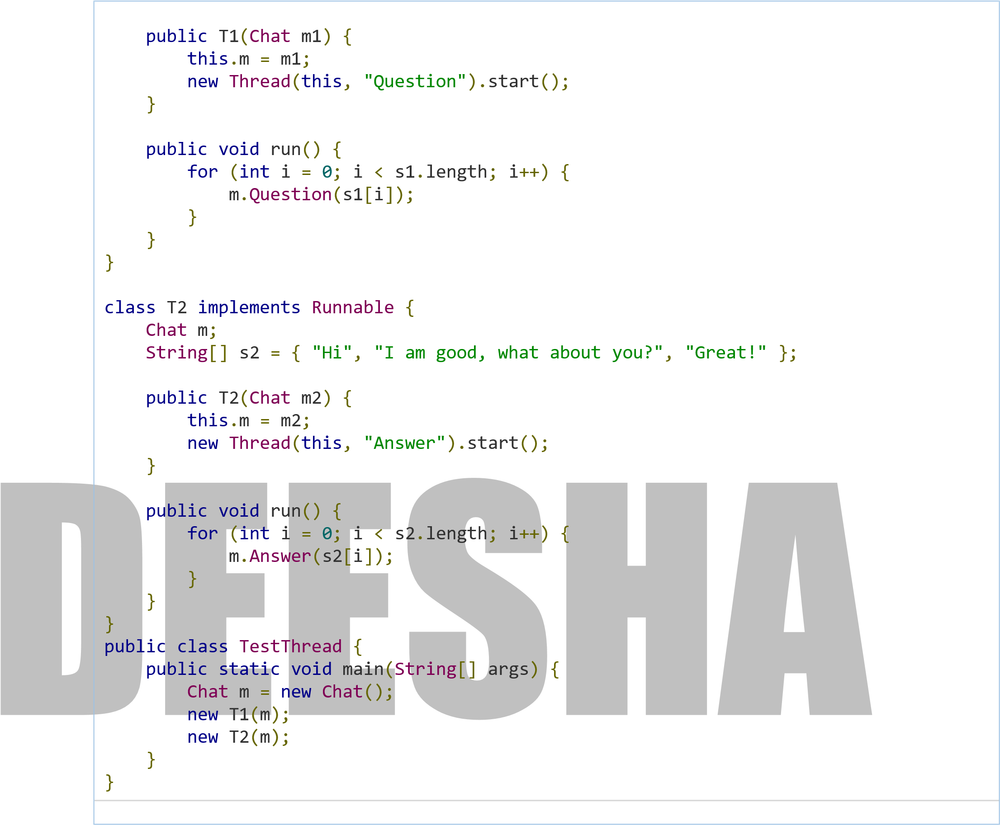 public T1(Chat m1) {
        this.m = m1;
        new Thread(this, "Question").start();
    }

    public void run() {
        for (int i = 0; i < s1.length; i++) {
            m.Question(s1[i]);
        }
    }
}

class T2 implements Runnable {
    Chat m;
    String[] s2 = { "Hi", "I am good, what about you?", "Great!" };

    public T2(Chat m2) {
        this.m = m2;
        new Thread(this, "Answer").start();
    }

    public void run() {
        for (int i = 0; i < s2.length; i++) {
            m.Answer(s2[i]);
        }
    }
}
public class TestThread {
    public static void main(String[] args) {
        Chat m = new Chat();
        new T1(m);
        new T2(m);
    }
}
DEESHA